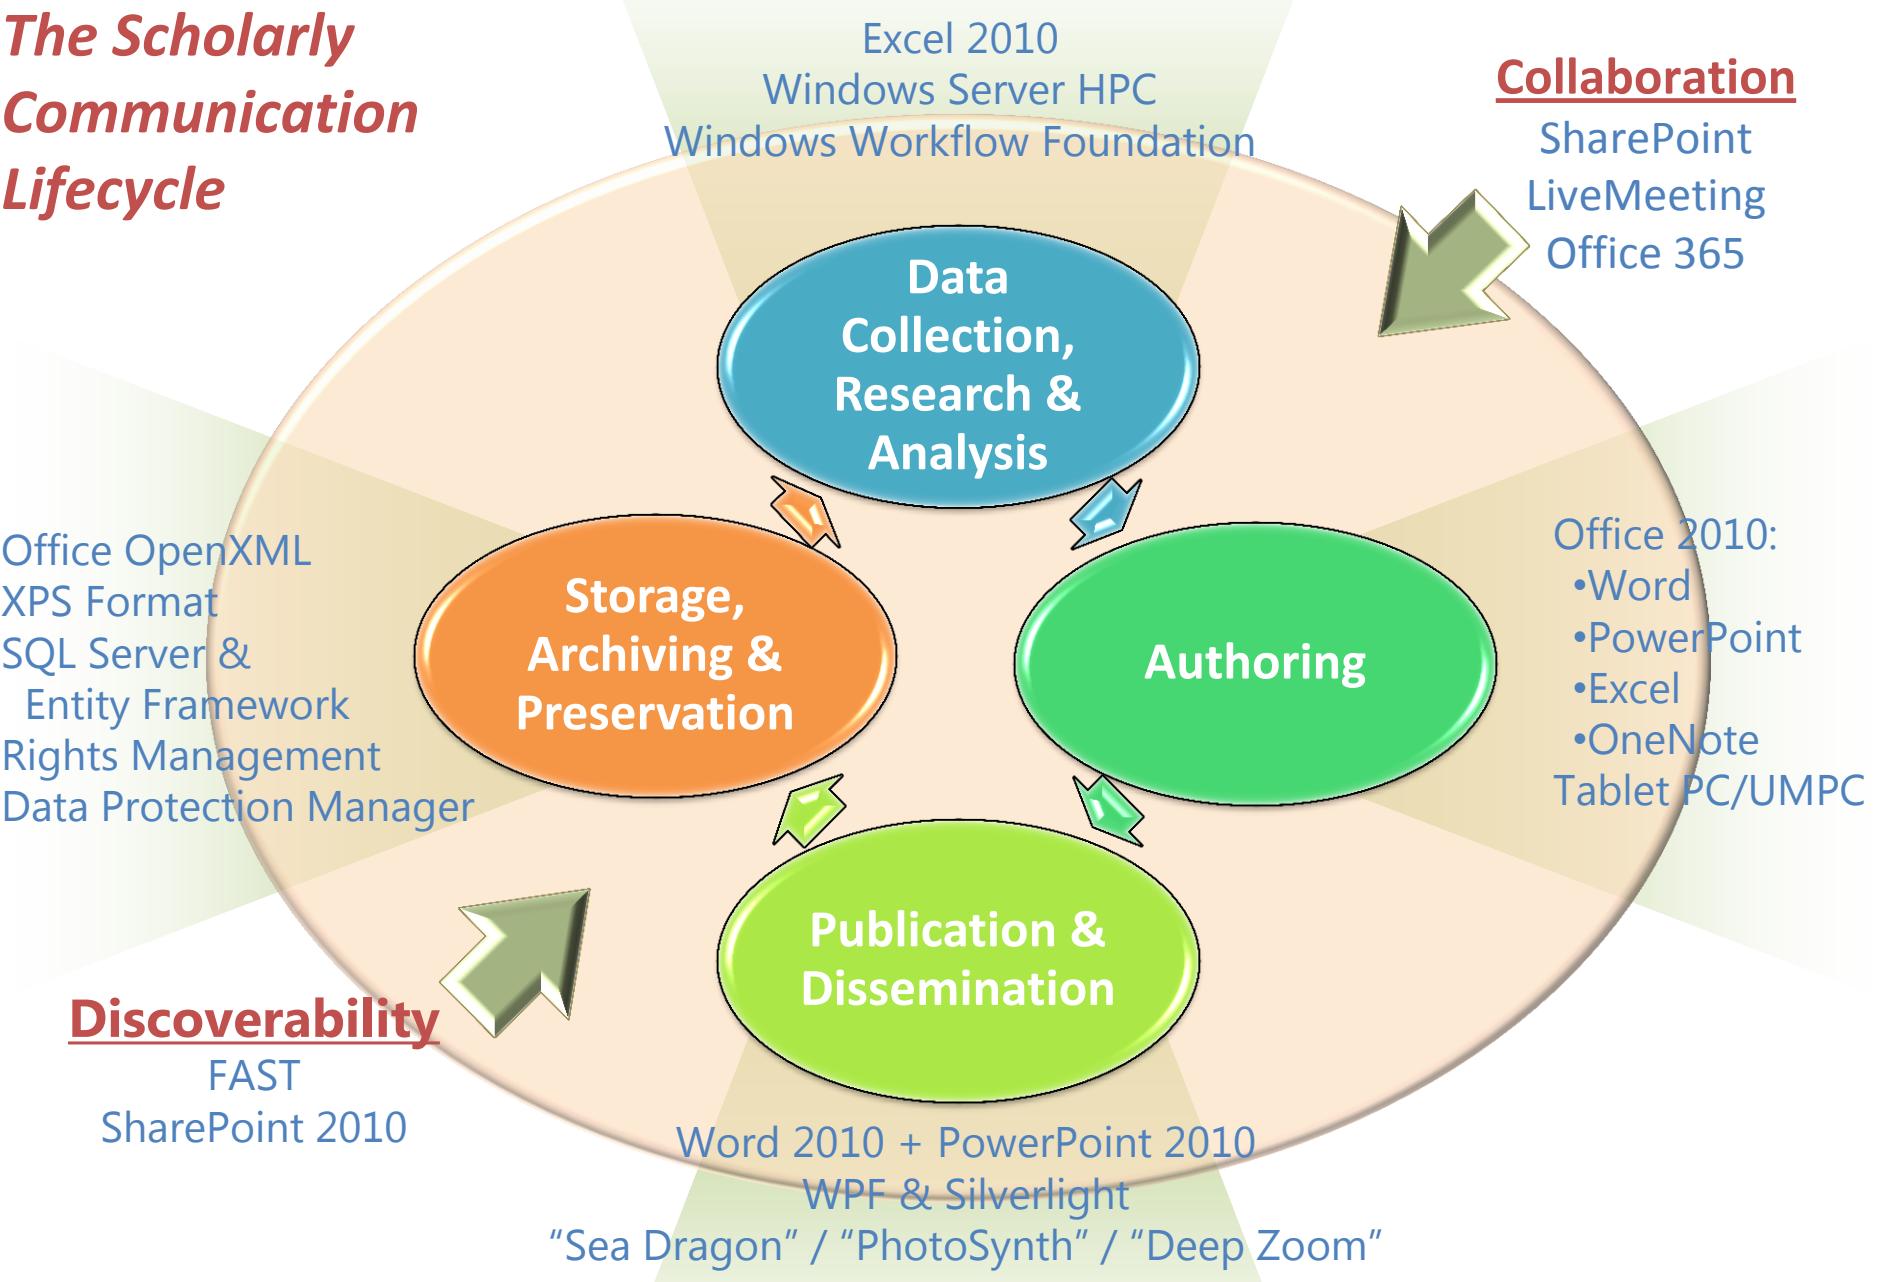 The Scholarly
Communication
Lifecycle
Excel 2010
Windows Server HPC
Windows Workflow Foundation
Collaboration
SharePoint
LiveMeeting
Office 365
Data
Collection,
Research &
Analysis
Office OpenXML
XPS Format
SQL Server &
Entity Framework
Rights Management
Data Protection Manager
Storage,
Archiving &
Preservation
Authoring
Office 2010:
•Word
•PowerPoint
•Excel
•OneNote
Tablet PC/UMPC
Publication &
Dissemination
Discoverability
FAST
SharePoint 2010
Word 2010 + PowerPoint 2010
WPF & Silverlight
“Sea Dragon” / “PhotoSynth” / “Deep Zoom”